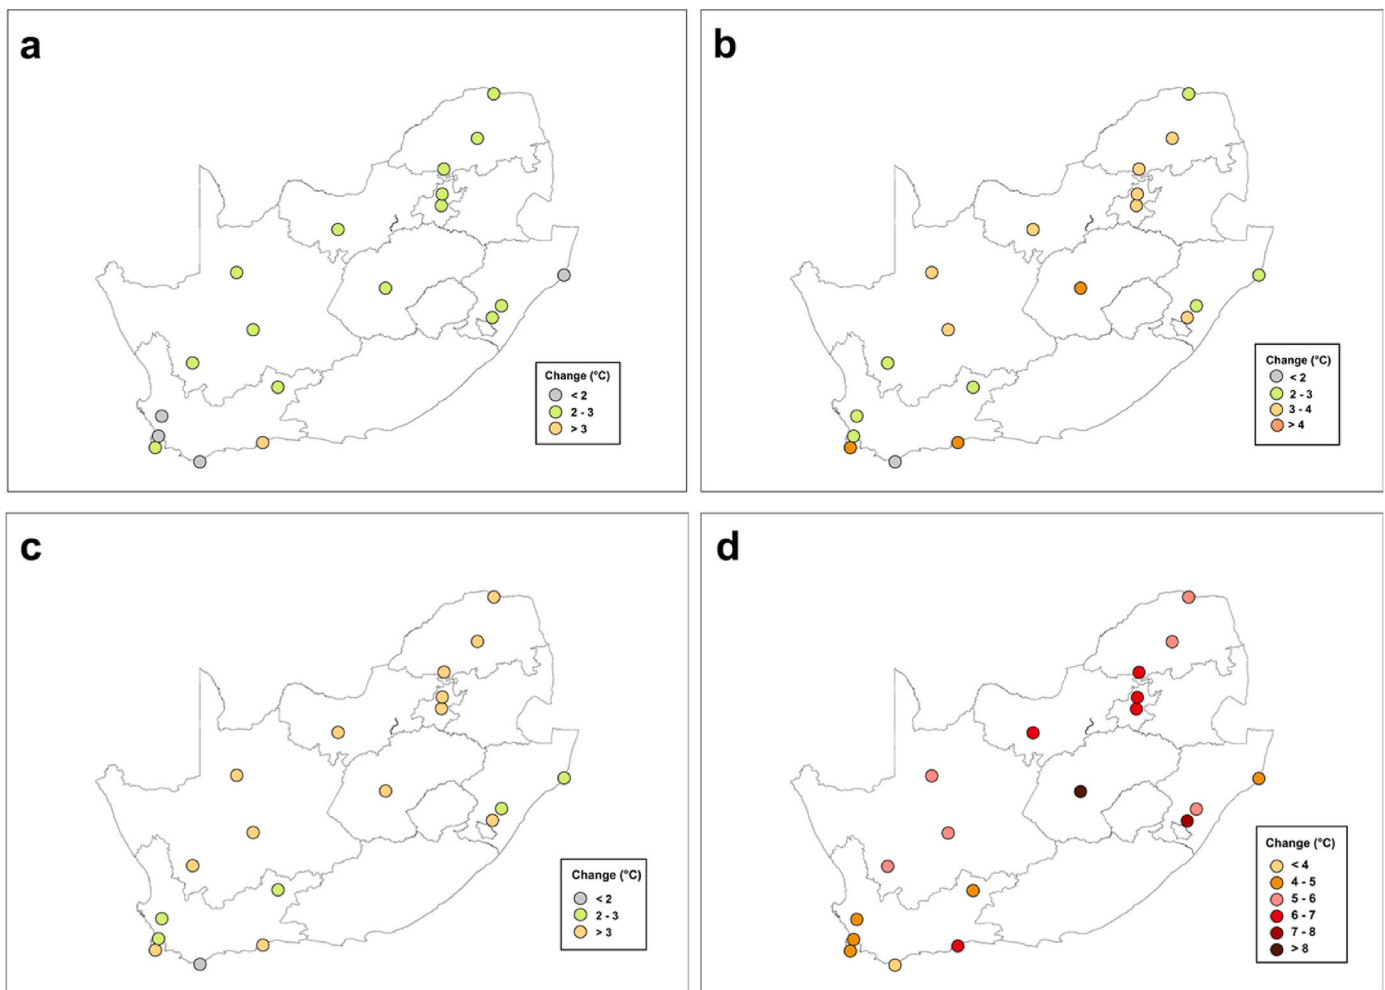 a
Change (°C)
< 2
2 - 3
> 3
b
Change (°C)
< 2
2 - 3
3 - 4
> 4
c
Change (°C)
< 2
2 - 3
> 3
d
Change (°C)
< 4
4 - 5
5 - 6
6 - 7
7 - 8
> 8